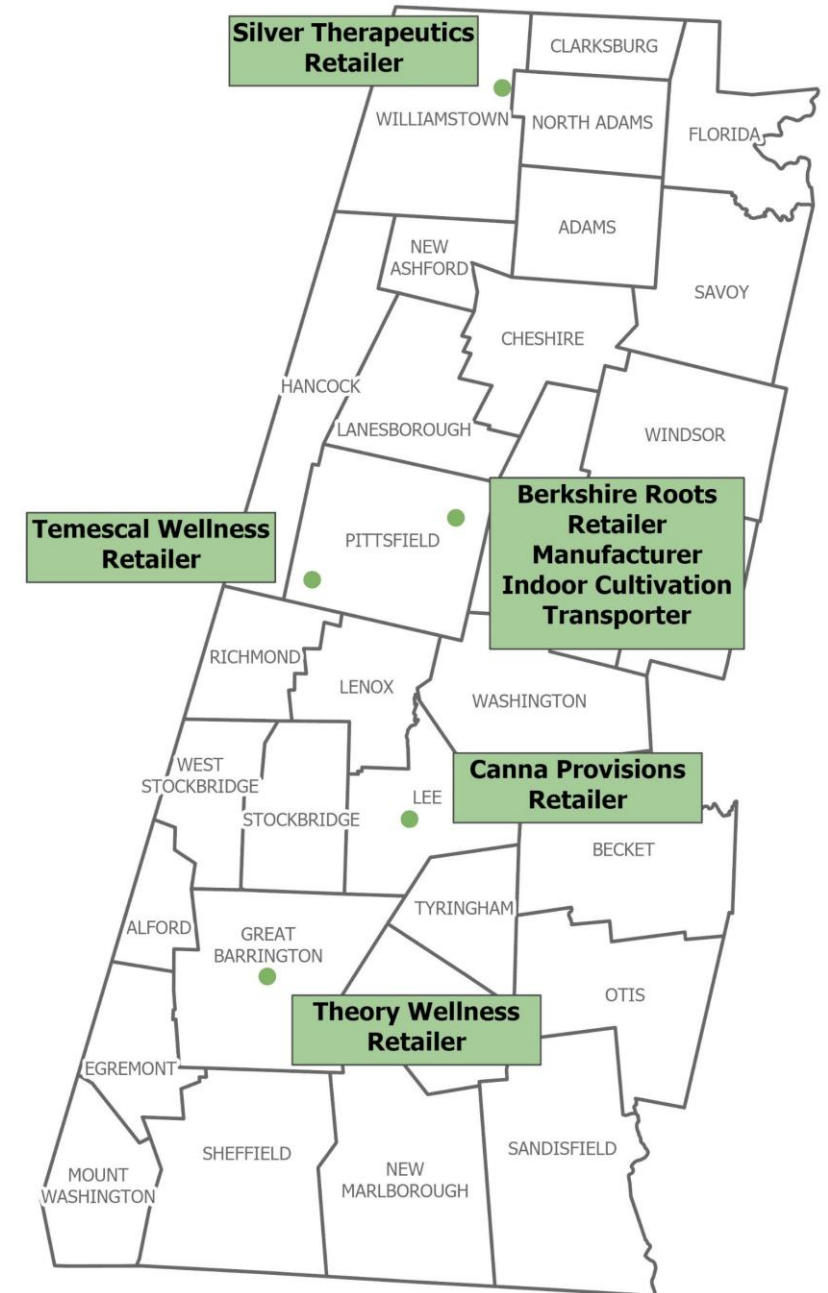 Silver Therapeutics
Retailer
CLARKSBURG
WILLIAMSTOWN
NORTH ADAMS
FLORIDA
ADAMS
NEW
ASHFORD
SAVOY
CHESHIRE
HANCOCK
LANESBOROUGH
WINDSOR
Temescal Wellness
Retailer
PITTSFIELD
Berkshire Roots
Retailer
Manufacturer
Indoor Cultivation
Transporter
RICHMOND
LENOX
WASHINGTON
WEST
STOCKBRIDGE
STOCKBRIDGE
LEE
Canna Provisions
Retailer
BECKET
TYRINGHAM
ALFORD
GREAT
BARRINGTON
OTIS
Theory Wellness
Retailer
EGREMONT
SHEFFIELD
SANDISFIELD
MOUNT
WASHINGTON
NEW
MARLBOROUGH